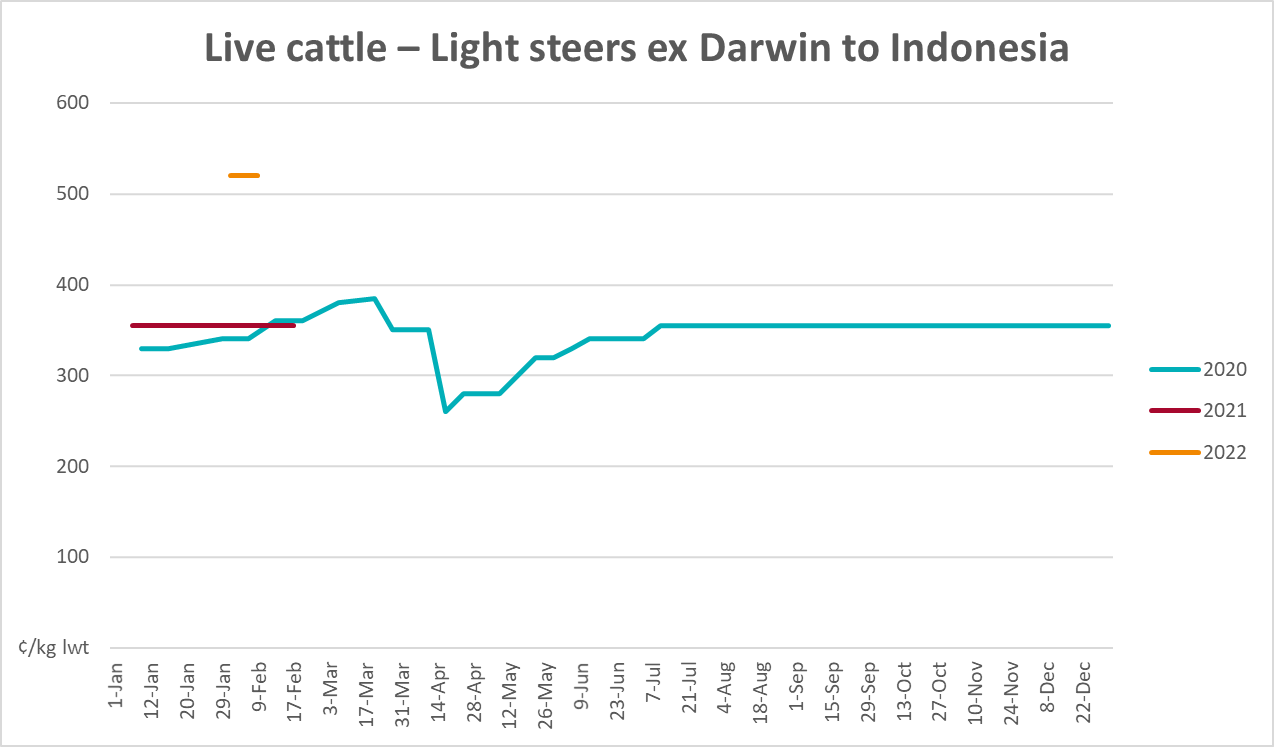 Live cattle – Light steers ex Darwin to Indonesia
600
500
400
300
200
100
¢/kg lwt
1-Jan
12-Jan
20-Jan
29-Jan
9-Feb
17-Feb
3-Mar
17-Mar
31-Mar
14-Apr
28-Apr
12-May
26-May
9-Jun
23-Jun
7-Jul
21-Jul
4-Aug
18-Aug
1-Sep
15-Sep
29-Sep
13-Oct
27-Oct
10-Nov
24-Nov
8-Dec
22-Dec
2020
2021
2022